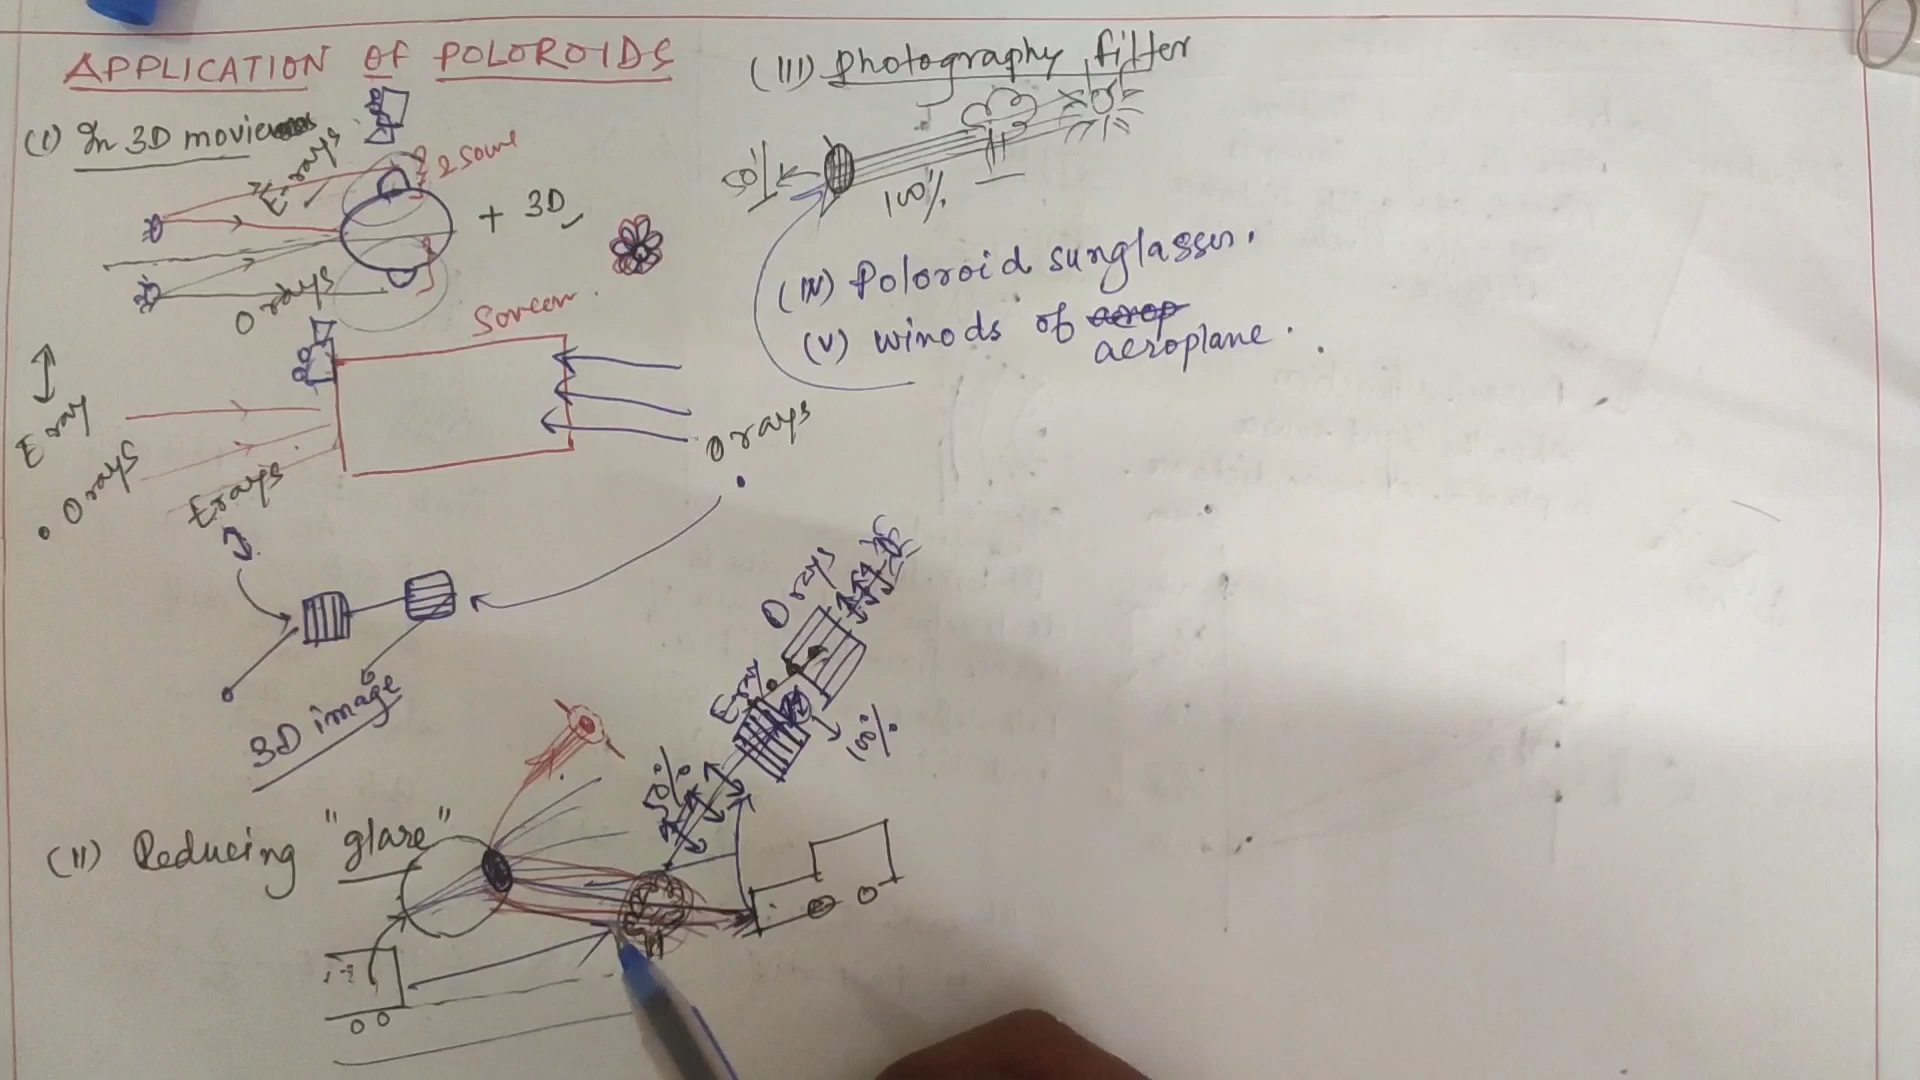 APPLICATION OF POLOROIDS
(I) In 3D movie
E-rays
2 source
+ 3D
O rays
Screen
E ray
O rays
E rays
O rays
3D image
(II) Reducing "glare"
O rays
E ray
50%
(III) Photography filter
50%
100%
(IV) Poloroid sunglasses.
(V) winods of aerop
aeroplane.